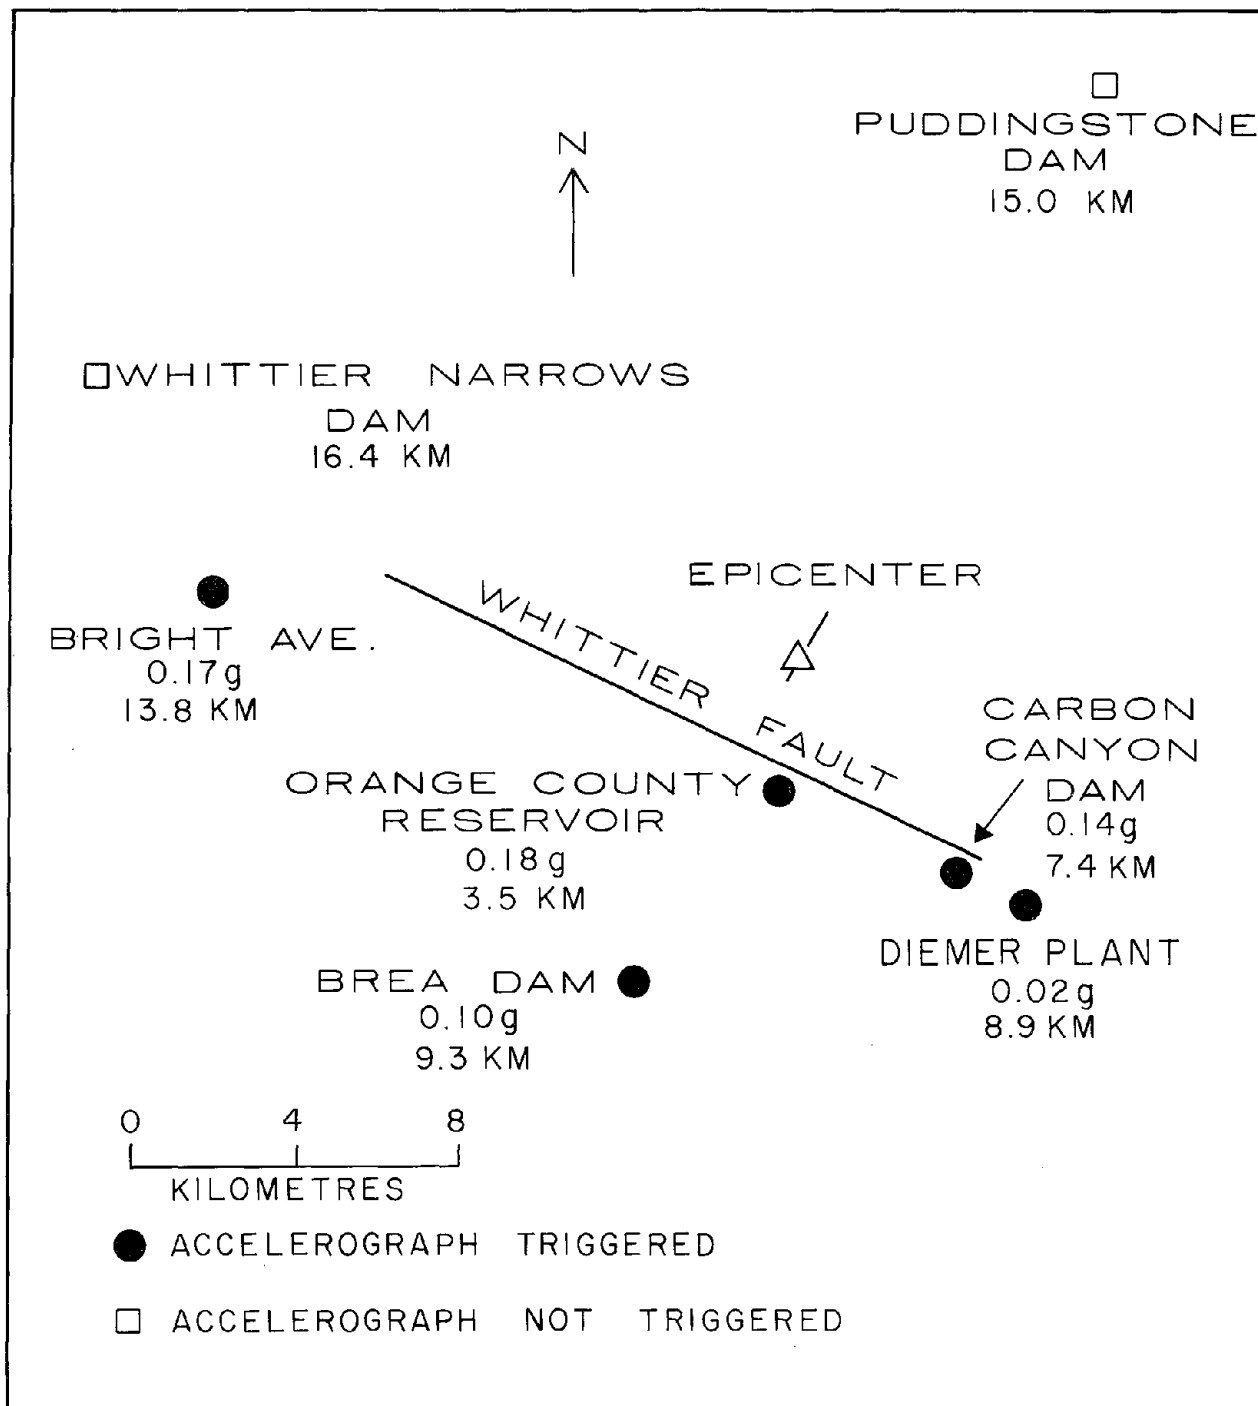 PUDDINGSTONE
DAM
15.0 KM
N
WHITTIER NARROWS
DAM
16.4 KM
EPICENTER
WHITTIER FAULT
BRIGHT AVE.
0.17g
13.8 KM
CARBON
CANYON
DAM
0.14g
7.4 KM
ORANGE COUNTY
RESERVOIR
0.18g
3.5 KM
DIEMER PLANT
0.02g
8.9 KM
BREA DAM
0.10g
9.3 KM
0 4 8
KILOMETRES
ACCELEROGRAPH TRIGGERED
ACCELEROGRAPH NOT TRIGGERED